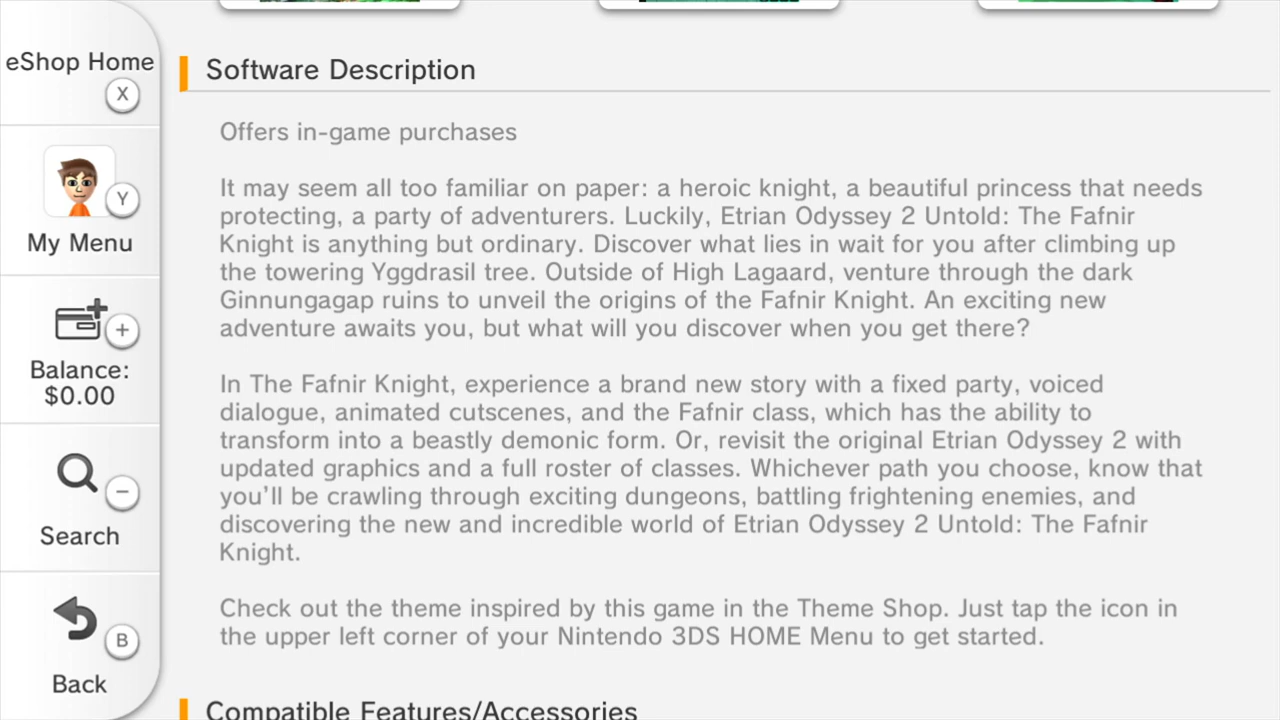 eShop Home
X
Y
My Menu
+
Balance:
$0.00
−
Search
B
Back
Software Description
Offers in-game purchases
It may seem all too familiar on paper: a heroic knight, a beautiful princess that needs
protecting, a party of adventurers. Luckily, Etrian Odyssey 2 Untold: The Fafnir
Knight is anything but ordinary. Discover what lies in wait for you after climbing up
the towering Yggdrasil tree. Outside of High Lagaard, venture through the dark
Ginnungagap ruins to unveil the origins of the Fafnir Knight. An exciting new
adventure awaits you, but what will you discover when you get there?
In The Fafnir Knight, experience a brand new story with a fixed party, voiced
dialogue, animated cutscenes, and the Fafnir class, which has the ability to
transform into a beastly demonic form. Or, revisit the original Etrian Odyssey 2 with
updated graphics and a full roster of classes. Whichever path you choose, know that
you'll be crawling through exciting dungeons, battling frightening enemies, and
discovering the new and incredible world of Etrian Odyssey 2 Untold: The Fafnir
Knight.
Check out the theme inspired by this game in the Theme Shop. Just tap the icon in
the upper left corner of your Nintendo 3DS HOME Menu to get started.
Compatible Features/Accessories